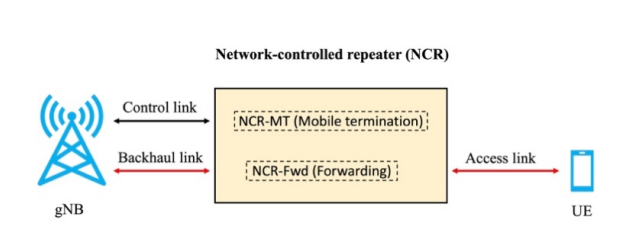 Network-controlled repeater (NCR)
Control link
NCR-MT (Mobile termination)
Backhaul link
NCR-Fwd (Forwarding)
Access link
gNB
UE